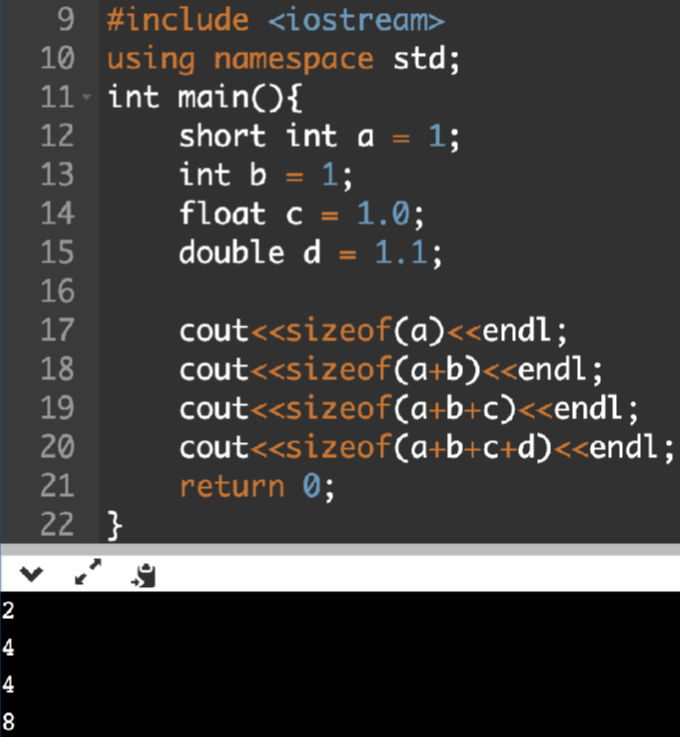 9 #include <iostream>
10 using namespace std;
11 int main(){
12 short int a = 1;
13 int b = 1;
14 float c = 1.0;
15 double d = 1.1;
16
17 cout<<sizeof(a)<<endl;
18 cout<<sizeof(a+b)<<endl;
19 cout<<sizeof(a+b+c)<<endl;
20 cout<<sizeof(a+b+c+d)<<endl;
21 return 0;
22 }
2
4
4
8